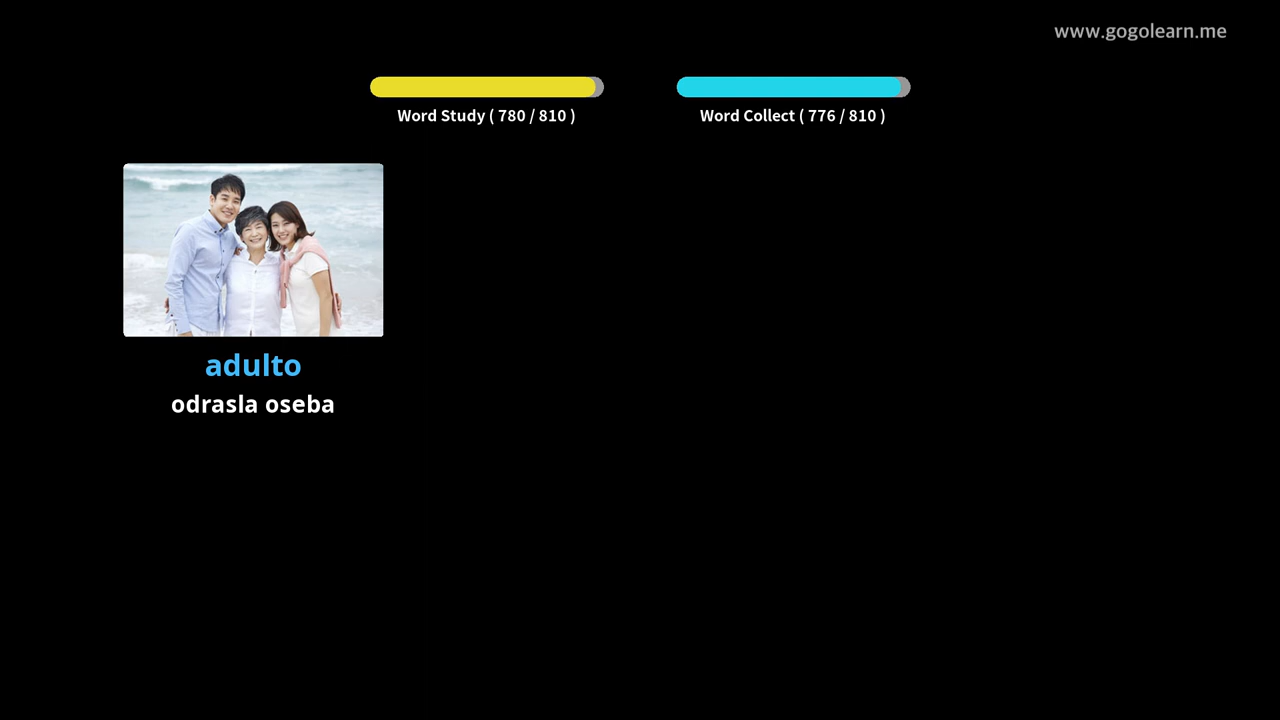 www.gogolearn.me
Word Study ( 780 / 810 )
Word Collect ( 776 / 810 )
adulto
odrasla oseba